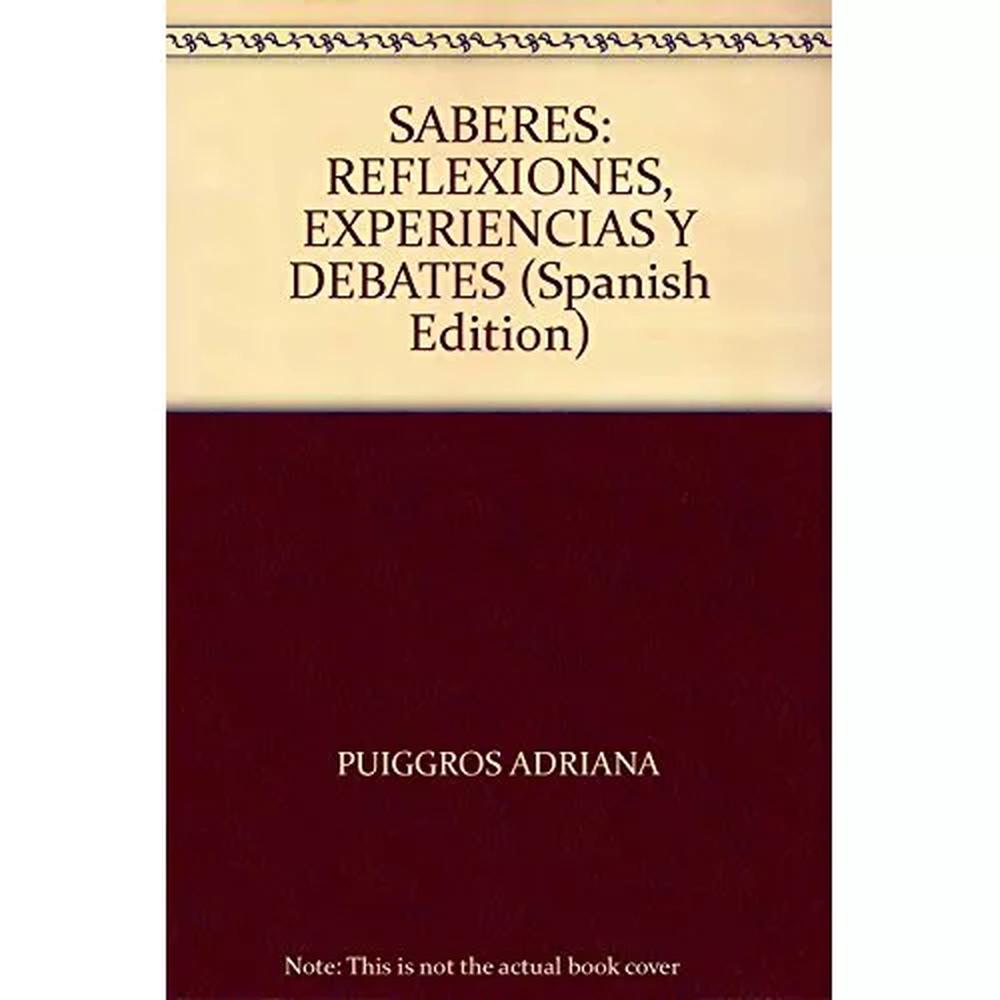 SABERES:
REFLEXIONES,
EXPERIENCIAS Y
DEBATES (Spanish
Edition)
PUIGGROS ADRIANA
Note: This is not the actual book cover